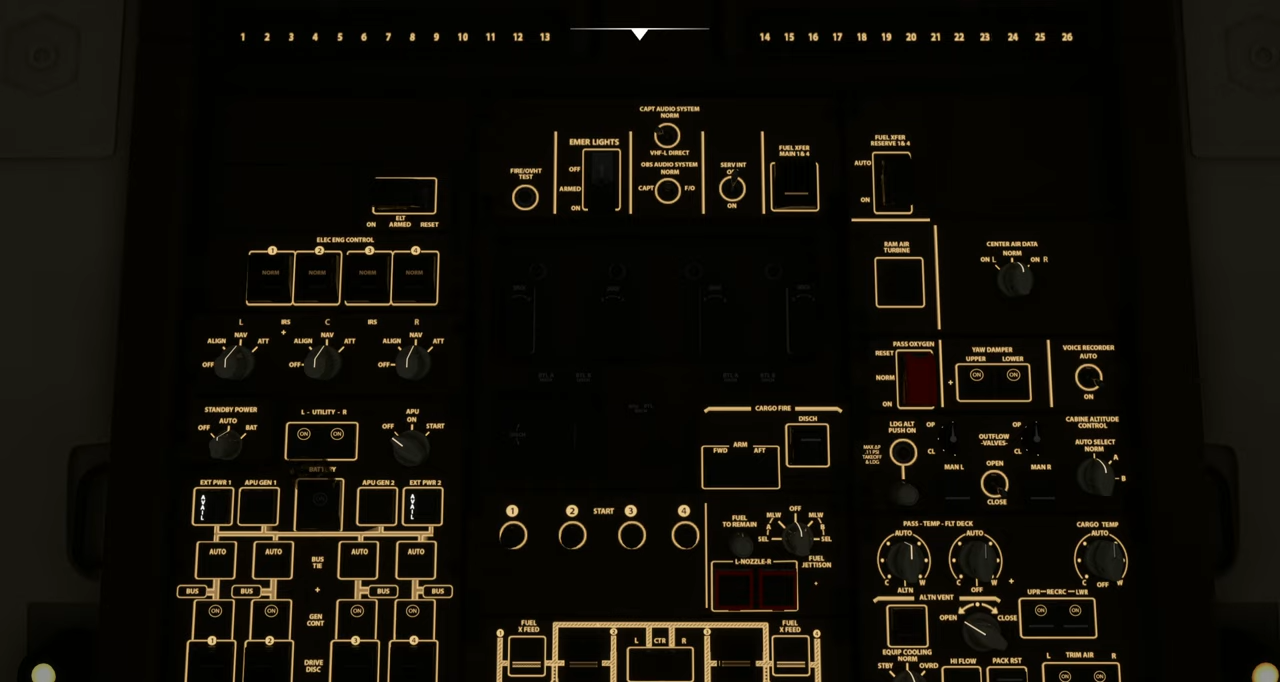 1 2 3 4 5 6 7 8 9 10 11 12 13
14 15 16 17 18 19 20 21 22 23 24 25 26
ELT
ON ARMED RESET
ELEC ENG CONTROL
1 2 3 4
NORM NORM NORM NORM
L IRS C IRS R
+
ALIGN NAV ATT ALIGN NAV ATT ALIGN NAV ATT
OFF OFF OFF
STANDBY POWER
AUTO
OFF BAT
L - UTILITY - R
ON ON
APU
ON
OFF START
BATTERY
ON
EXT PWR 1 APU GEN 1 APU GEN 2 EXT PWR 2
AVAIL AVAIL
AUTO AUTO
BUS
TIE
AUTO AUTO
BUS BUS + BUS BUS
ON ON
GEN
CONT
ON ON
1 2
DRIVE
DISC
3 4
FIRE/OVHT
TEST
EMER LIGHTS
OFF
ARMED
ON
CAPT AUDIO SYSTEM
NORM
VHF-L DIRECT
OBS AUDIO SYSTEM
NORM
CAPT F/O
SERV INT
ON
FUEL XFER
MAIN 1& 4
CARGO FIRE
DISCH
ARM
FWD AFT
1 2 START 3 4
FUEL
TO REMAIN
MLW OFF MLW
SEL SEL
FUEL
JETTISON
L-NOZZLE-R
FUEL
X FEED
1 2 3 4
L CTR R
FUEL
X FEED
FUEL XFER
RESERVE 1& 4
AUTO
ON
RAM AIR
TURBINE
CENTER AIR DATA
NORM
ON L ON R
PASS OXYGEN
RESET
NORM
ON
YAW DAMPER
UPPER LOWER
+ ON ON
VOICE RECORDER
AUTO
ON
LDG ALT
PUSH ON
MAX ΔP
.11 PSI
TAKEOFF
& LDG
OP OP
OUTFLOW
-VALVES-
CL CL
MAN L OPEN MAN R
CLOSE
CABINE ALTITUDE
CONTROL
AUTO SELECT
NORM
A
B
PASS -TEMP - FLT DECK
AUTO AUTO
C W C W
ALTN OFF
+
CARGO TEMP
AUTO
C W
OFF
ALTN VENT
OPEN CLOSE
UPR—RECRC—LWR
ON ON
EQUIP COOLING
NORM
STBY OVRD
HI FLOW PACK RST
L TRIM AIR R
ON ON